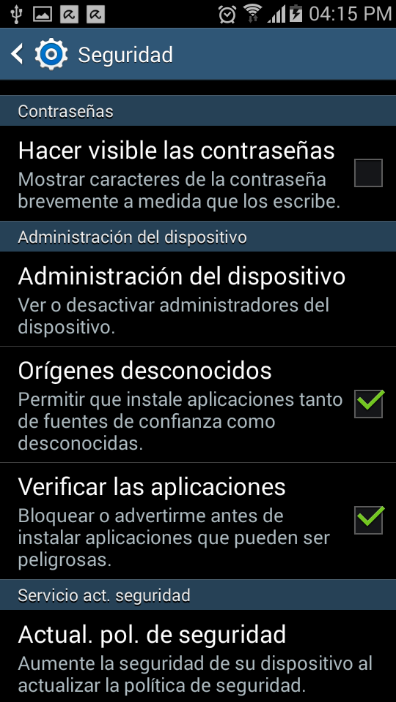 04:15 PM
Seguridad
Contraseñas
Hacer visible las contraseñas
Mostrar caracteres de la contraseña
brevemente a medida que los escribe.
Administración del dispositivo
Administración del dispositivo
Ver o desactivar administradores del
dispositivo.
Orígenes desconocidos
Permitir que instale aplicaciones tanto
de fuentes de confianza como
desconocidas.
Verificar las aplicaciones
Bloquear o advertirme antes de
instalar aplicaciones que pueden ser
peligrosas.
Servicio act. seguridad
Actual. pol. de seguridad
Aumente la seguridad de su dispositivo al
actualizar la política de seguridad.